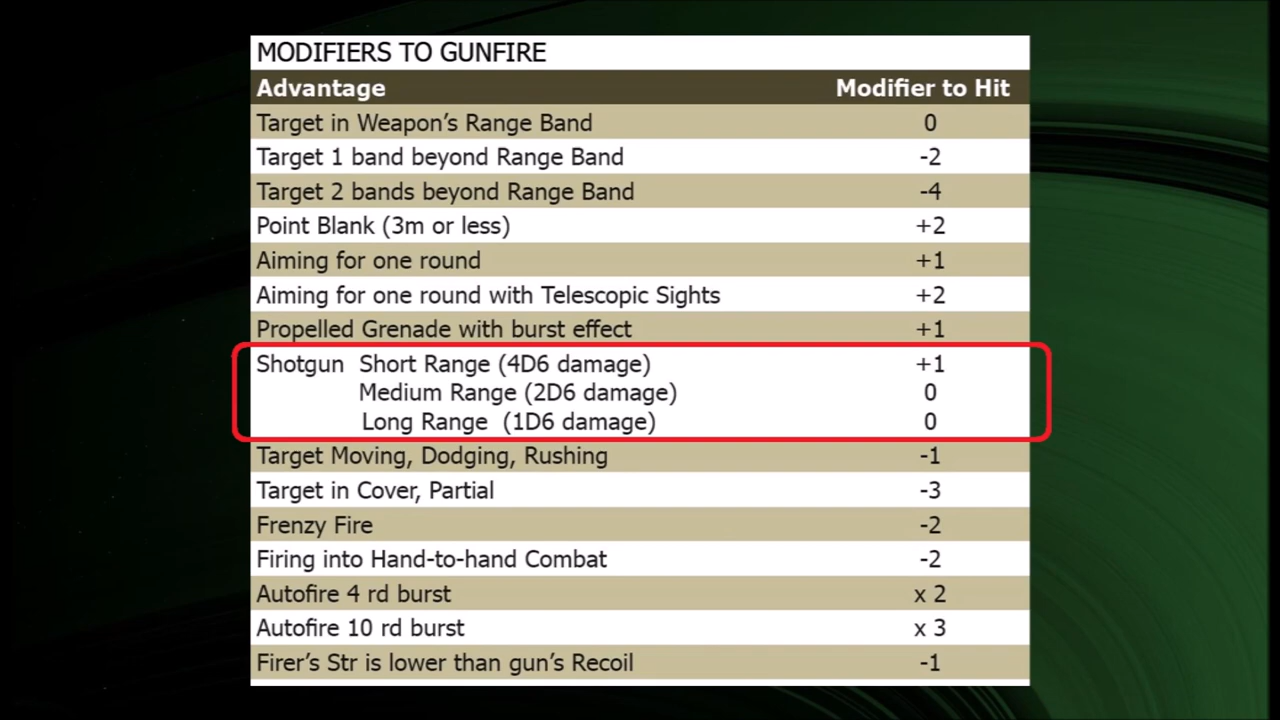 MODIFIERS TO GUNFIRE
Advantage Modifier to Hit
Target in Weapon’s Range Band 0
Target 1 band beyond Range Band -2
Target 2 bands beyond Range Band -4
Point Blank (3m or less) +2
Aiming for one round +1
Aiming for one round with Telescopic Sights +2
Propelled Grenade with burst effect +1
Shotgun Short Range (4D6 damage) +1
Medium Range (2D6 damage) 0
Long Range (1D6 damage) 0
Target Moving, Dodging, Rushing -1
Target in Cover, Partial -3
Frenzy Fire -2
Firing into Hand-to-hand Combat -2
Autofire 4 rd burst x 2
Autofire 10 rd burst x 3
Firer’s Str is lower than gun’s Recoil -1